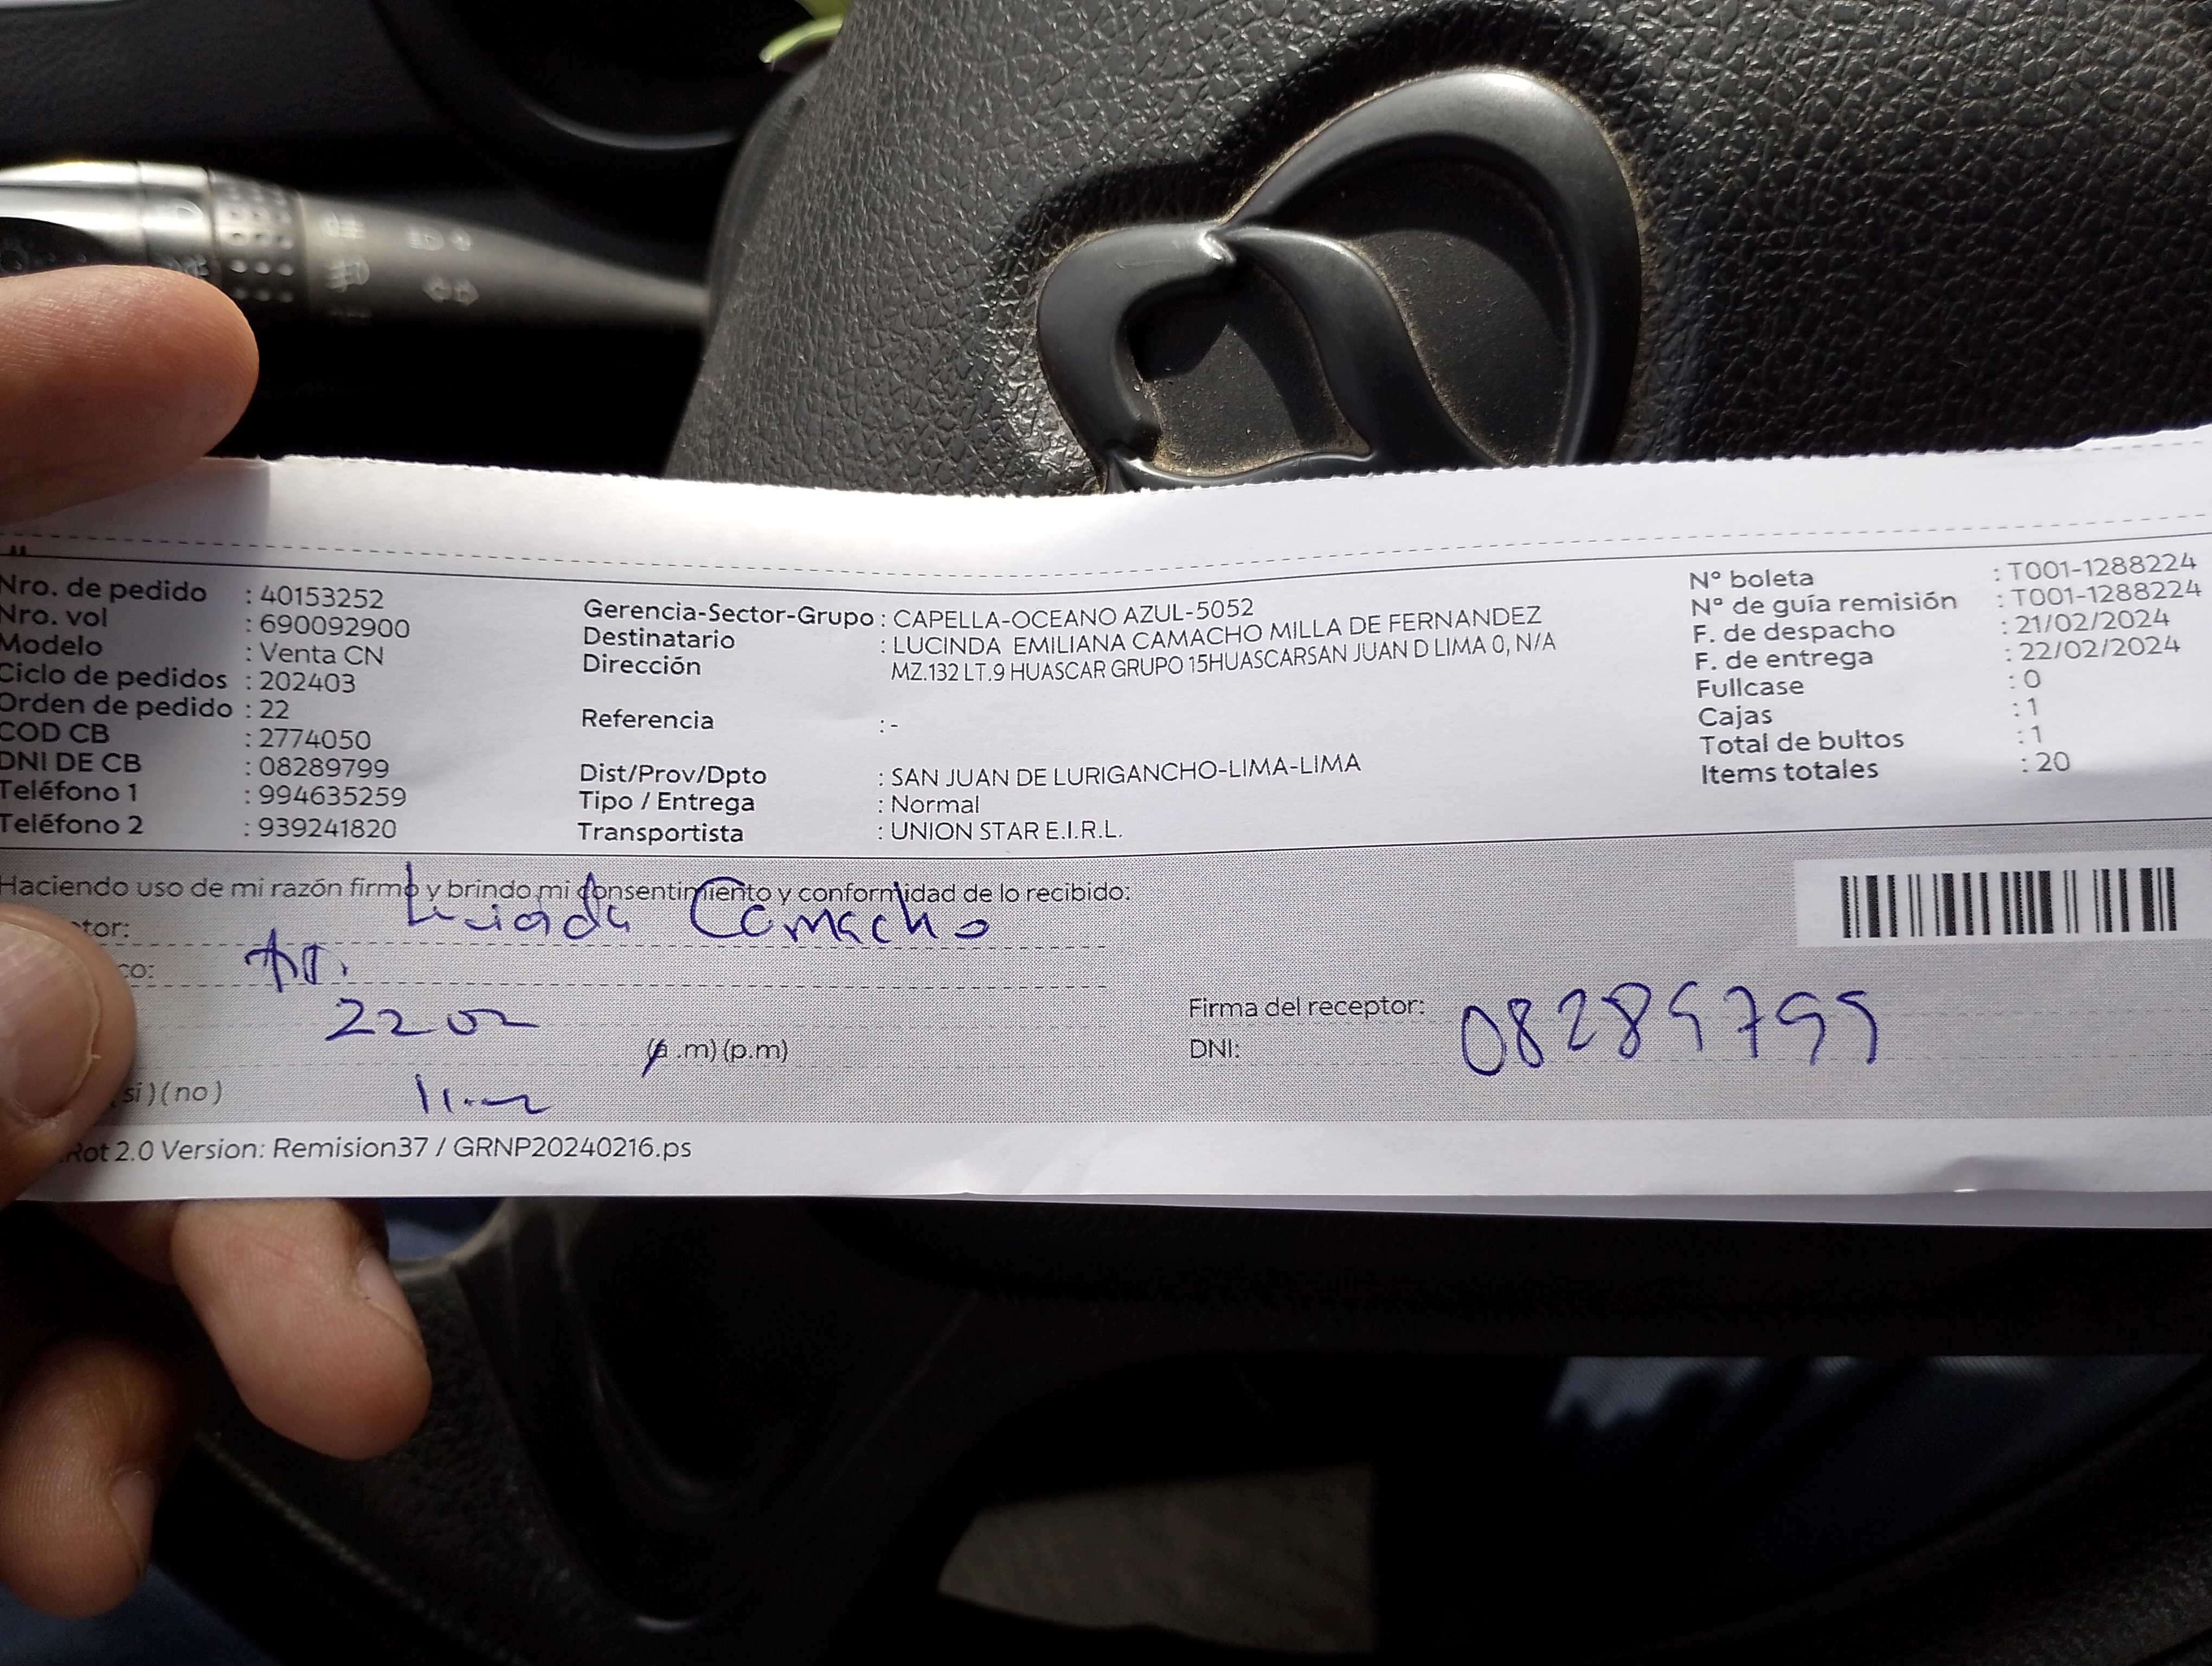 Nro. de pedido : 40153252
Nro. vol : 690092900
Modelo : Venta CN
Ciclo de pedidos : 202403
Orden de pedido : 22
COD CB : 2774050
DNI DE CB : 08289799
Teléfono 1 : 994635259
Teléfono 2 : 939241820
Gerencia-Sector-Grupo : CAPELLA-OCEANO AZUL-5052
Destinatario : LUCINDA EMILIANA CAMACHO MILLA DE FERNANDEZ
Dirección MZ.132 LT.9 HUASCAR GRUPO 15HUASCARSAN JUAN D LIMA 0, N/A
Referencia : -
Dist/Prov/Dpto : SAN JUAN DE LURIGANCHO-LIMA-LIMA
Tipo / Entrega : Normal
Transportista : UNION STAR E.I.R.L.
N° boleta : T001-1288224
N° de guía remisión : T001-1288224
F. de despacho : 21/02/2024
F. de entrega : 22/02/2024
Fullcase : 0
Cajas : 1
Total de bultos : 1
Items totales : 20
Haciendo uso de mi razón firmo y brindo mi consentimiento y conformidad de lo recibido:
tor: Camacho
co:
22 02
(a .m) (p.m)
si ) ( no )
Firma del receptor:
DNI: 08289799
Rot 2.0 Version: Remision37 / GRNP20240216.ps